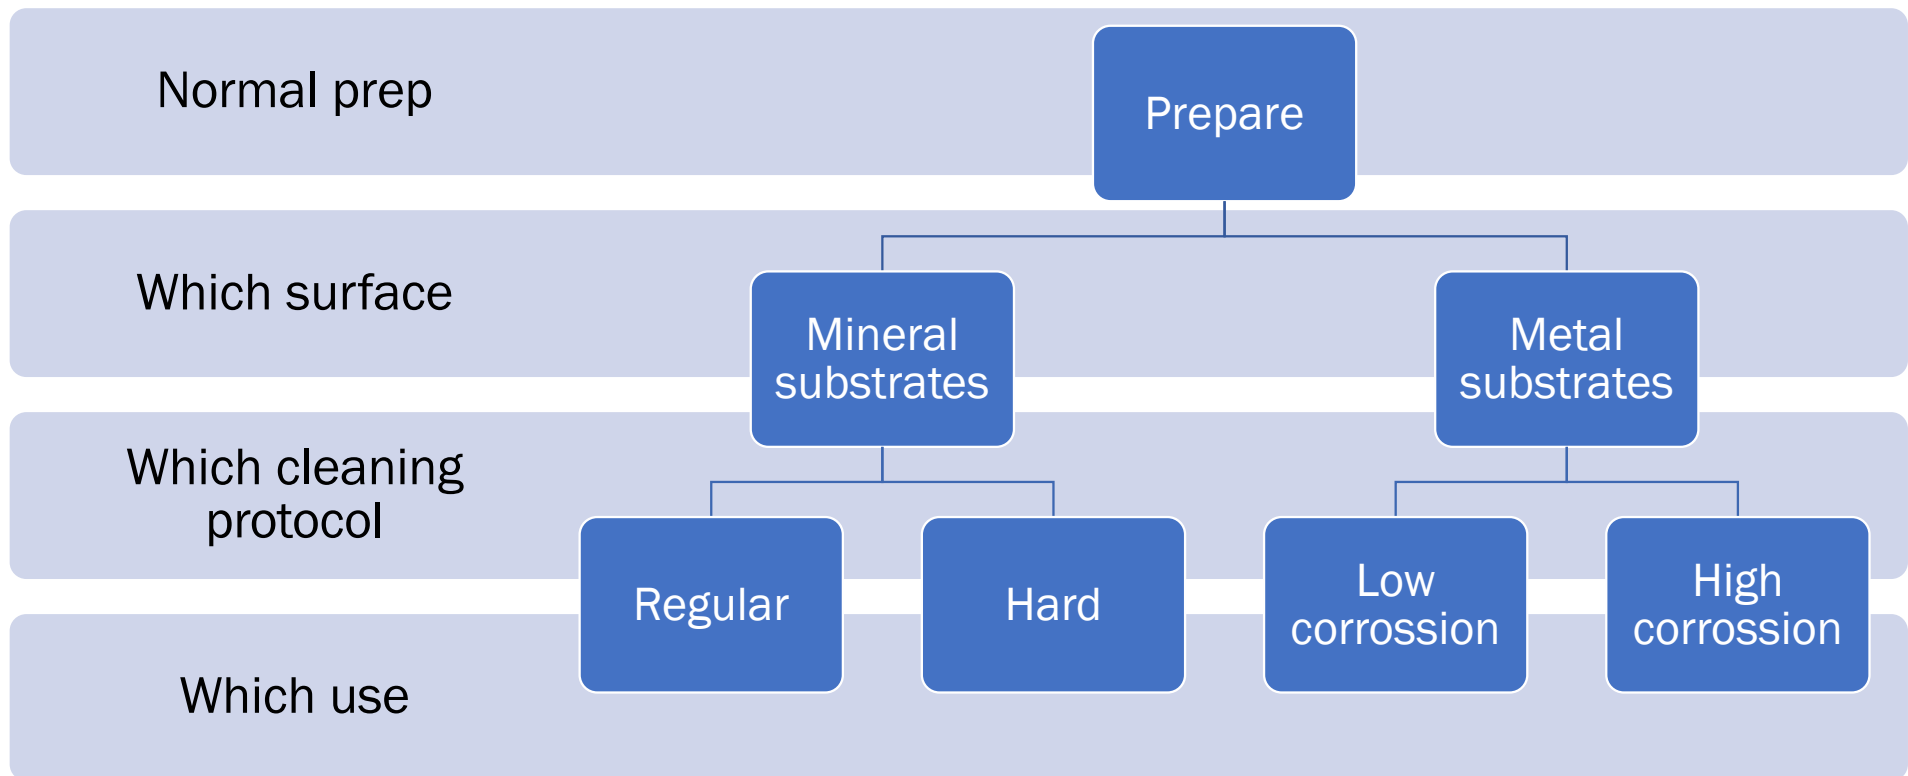 Normal prep
Prepare
Which surface
Mineral
substrates
Metal
substrates
Which cleaning
protocol
Regular
Hard
Low
corrossion
High
corrossion
Which use